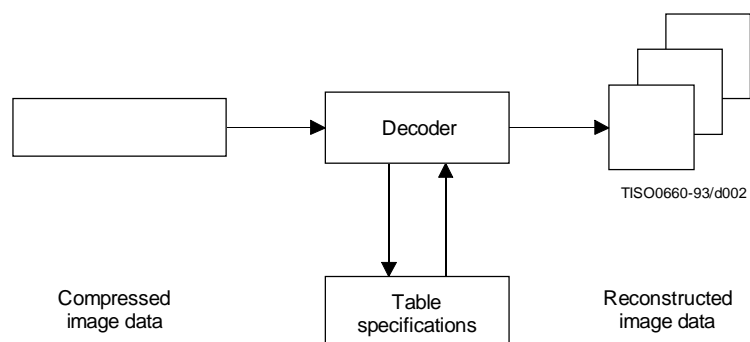 Decoder
TISO0660-93/d002
Compressed
image data
Table
specifications
Reconstructed
image data